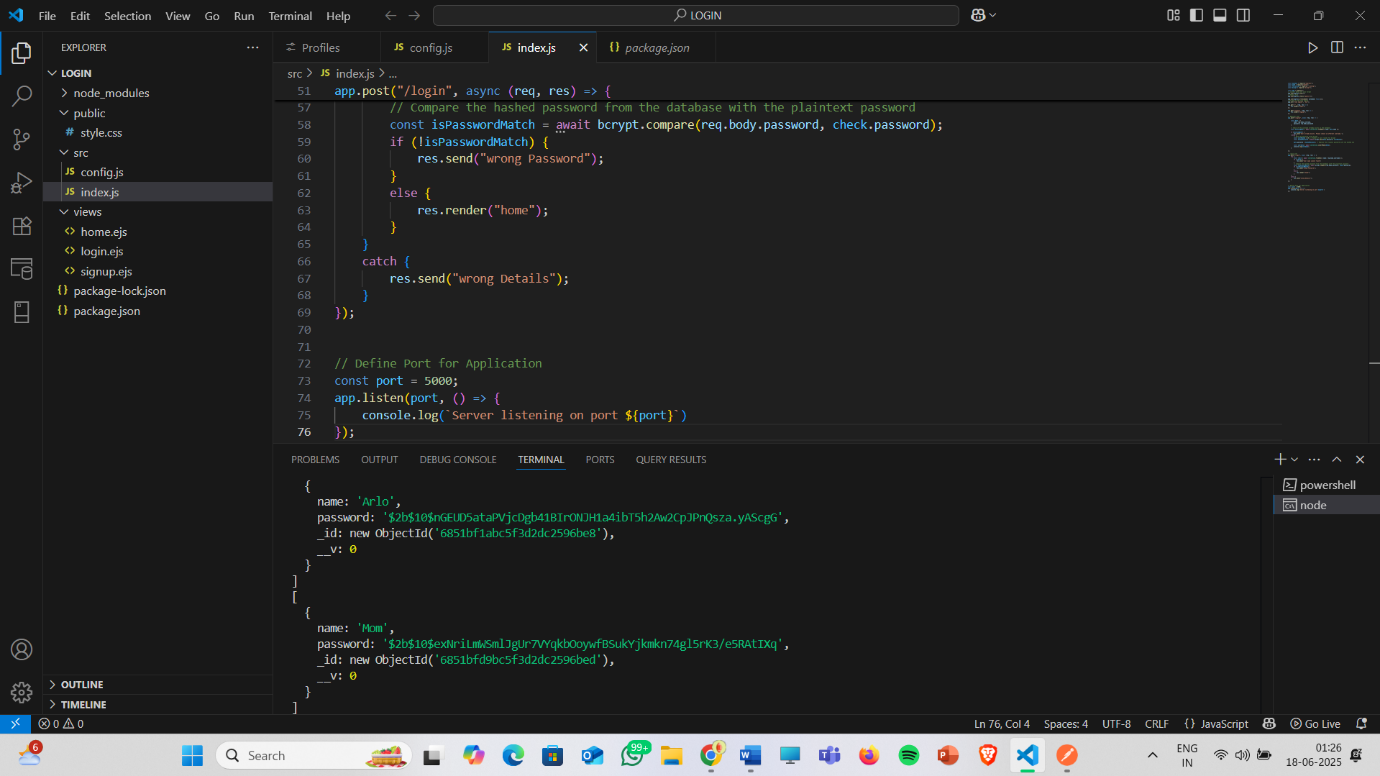 File Edit Selection View Go Run Terminal Help
LOGIN
EXPLORER
LOGIN
node_modules
public
# style.css
src
JS config.js
JS index.js
views
<> home.ejs
<> login.ejs
<> signup.ejs
{} package-lock.json
{} package.json
OUTLINE
TIMELINE
Profiles
JS config.js
JS index.js
{} package.json
src > JS index.js > ...
51 app.post("/login", async (req, res) => {
57 // Compare the hashed password from the database with the plaintext password
58 const isPasswordMatch = await bcrypt.compare(req.body.password, check.password);
59 if (!isPasswordMatch) {
60 res.send("wrong Password");
61 }
62 else {
63 res.render("home");
64 }
65 }
66 catch {
67 res.send("wrong Details");
68 }
69 });
70
71
72 // Define Port for Application
73 const port = 5000;
74 app.listen(port, () => {
75 console.log(`Server listening on port ${port}`)
76 });
PROBLEMS OUTPUT DEBUG CONSOLE TERMINAL PORTS QUERY RESULTS
powershell
node
{
name: 'Arlo',
password: '$2b$10$nGEUD5ataPVjcDgb41BIrONJH1a4ibT5h2Aw2CpJPnQsza.yAScgG',
_id: new ObjectId('6851bf1abc5f3d2dc2596be8'),
__v: 0
}
]
[
{
name: 'Mom',
password: '$2b$10$exNriLmWSmlJgUr7VYqkbOoywfBSukYjkmkn74gl5rK3/e5RAtIXq',
_id: new ObjectId('6851bfd9bc5f3d2dc2596bed'),
__v: 0
}
]
0 0
Ln 76, Col 4 Spaces: 4 UTF-8 CRLF {} JavaScript Go Live
6
Search
99+
ENG
IN
01:26
18-06-2025